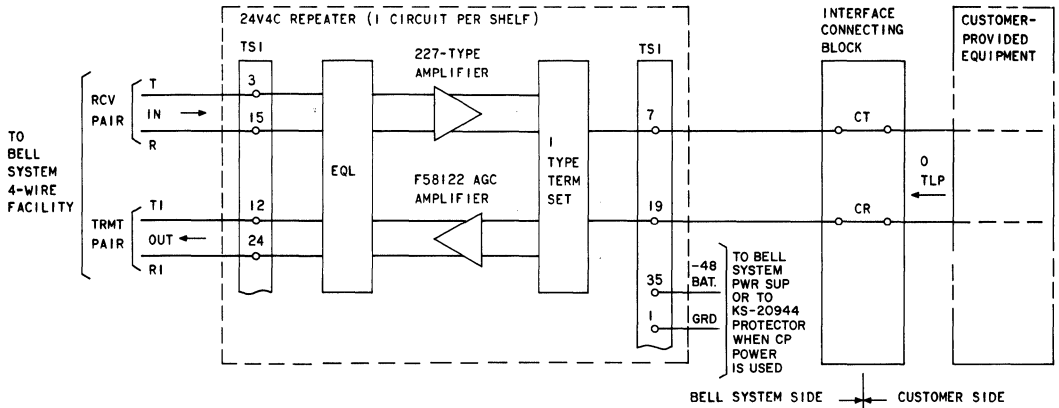 24V4C REPEATER (1 CIRCUIT PER SHELF)
TS1
227-TYPE
AMPLIFIER
TS1
INTERFACE
CONNECTING
BLOCK
CUSTOMER-
PROVIDED
EQUIPMENT
TO
BELL
SYSTEM
4-WIRE
FACILITY
RCV
PAIR
T
IN
R
3
15
EQL
1
TYPE
TERM
SET
7
CT
F58122 AGC
AMPLIFIER
0
TLP
TRMT
PAIR
T1
OUT
R1
12
24
19
CR
35
-48
BAT.
1
GRD
TO BELL
SYSTEM
PWR SUP
OR TO
KS-20944
PROTECTOR
WHEN CP
POWER
IS USED
BELL SYSTEM SIDE
CUSTOMER SIDE